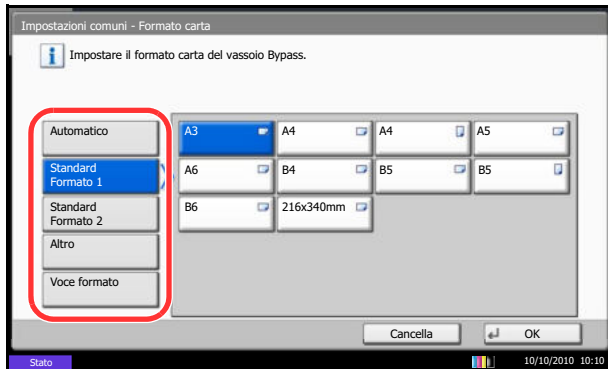 Impostazioni comuni - Formato carta
Impostare il formato carta del vassoio Bypass.
Automatico
Standard
Formato 1
Standard
Formato 2
Altro
Voce formato
A3
A4
A4
A5
A6
B4
B5
B5
B6
216x340mm
Cancella
OK
Stato
10/10/2010 10:10